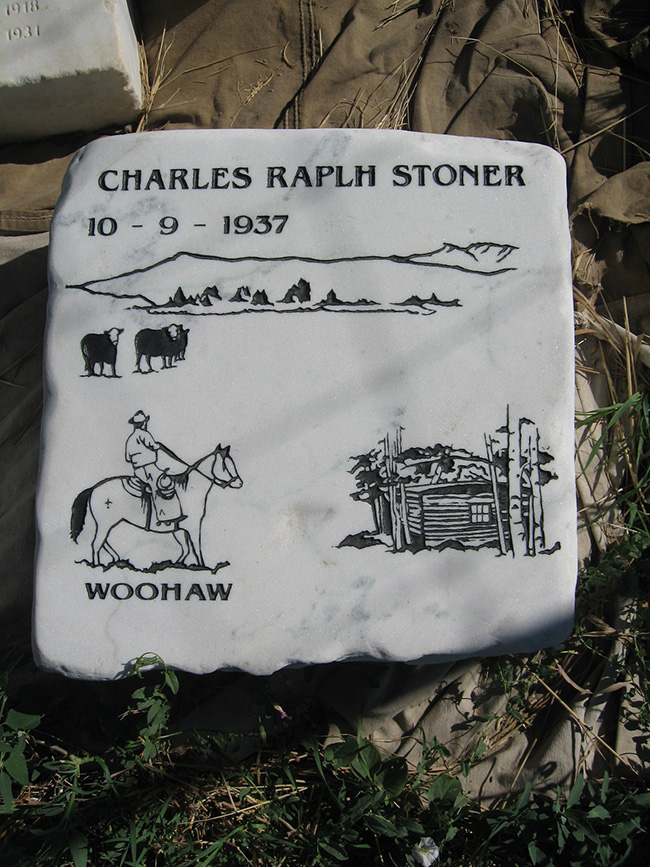 1918
1931
CHARLES RAPLH STONER
10 - 9 - 1937
WOOHAW